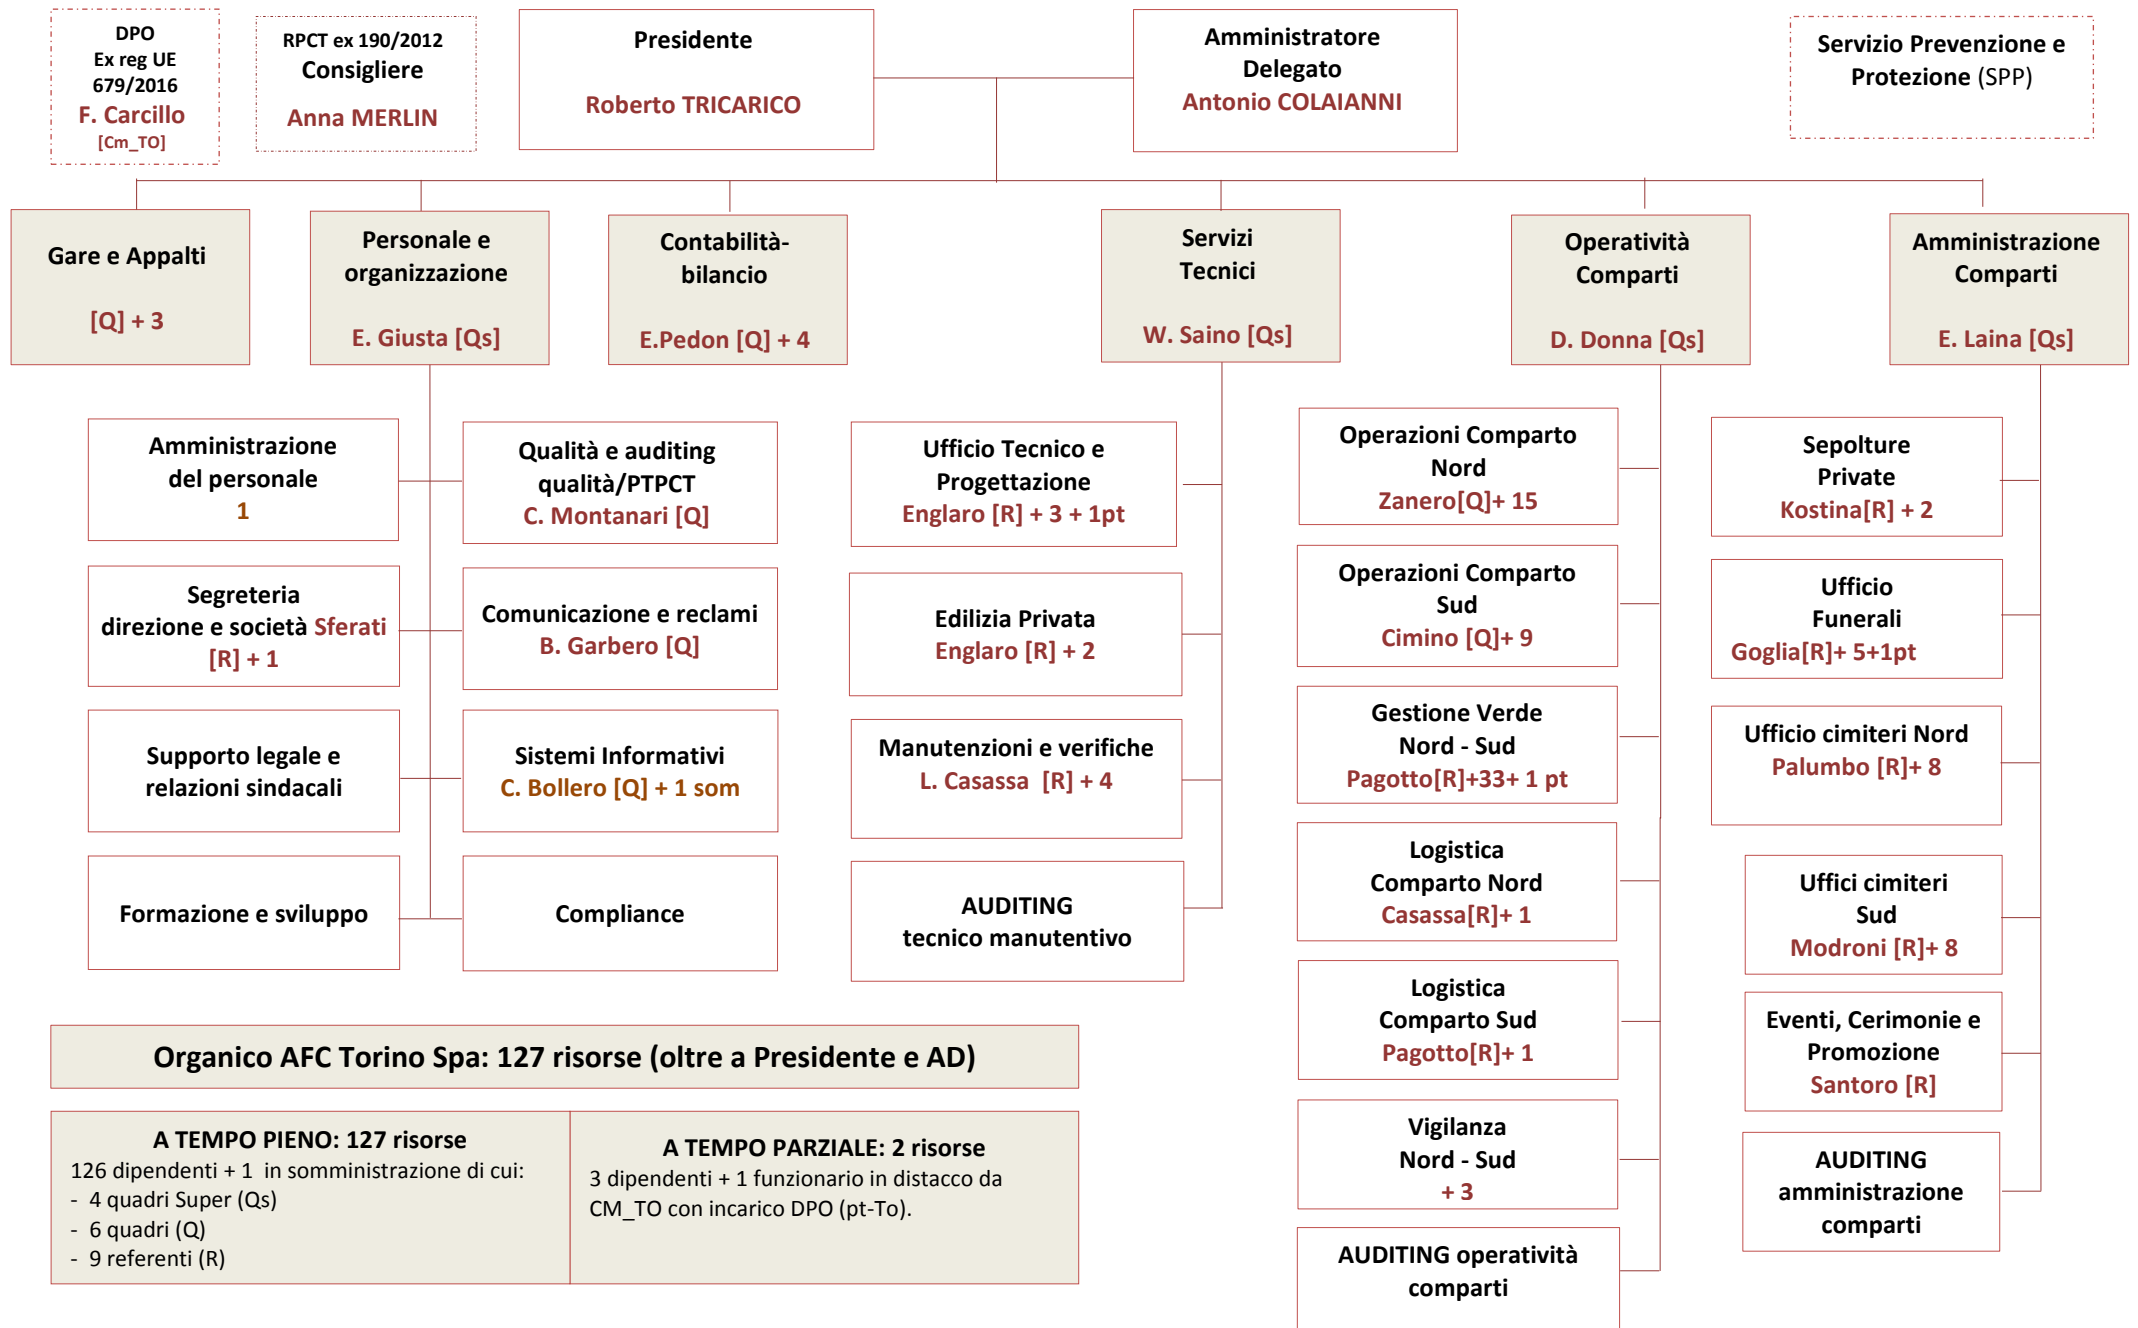 DPO
Ex reg UE
679/2016
F. Carcillo
[Cm_TO]
RPCT ex 190/2012
Consigliere
Anna MERLIN
Presidente
Roberto TRICARICO
Amministratore
Delegato
Antonio COLAIANNI
Servizio Prevenzione e
Protezione (SPP)
Gare e Appalti
[Q] + 3
Personale e
organizzazione
E. Giusta [Qs]
Contabilità-
bilancio
E.Pedon [Q] + 4
Servizi
Tecnici
W. Saino [Qs]
Operatività
Comparti
D. Donna [Qs]
Amministrazione
Comparti
E. Laina [Qs]
Amministrazione
del personale
1
Segreteria
direzione e società Sferati
[R] + 1
Supporto legale e
relazioni sindacali
Formazione e sviluppo
Qualità e auditing
qualità/PTPCT
C. Montanari [Q]
Comunicazione e reclami
B. Garbero [Q]
Sistemi Informativi
C. Bollero [Q] + 1 som
Compliance
Ufficio Tecnico e
Progettazione
Englaro [R] + 3 + 1pt
Edilizia Privata
Englaro [R] + 2
Manutenzioni e verifiche
L. Casassa [R] + 4
AUDITING
tecnico manutentivo
Operazioni Comparto
Nord
Zanero[Q]+ 15
Operazioni Comparto
Sud
Cimino [Q]+ 9
Gestione Verde
Nord - Sud
Pagotto[R]+33+ 1 pt
Logistica
Comparto Nord
Casassa[R]+ 1
Logistica
Comparto Sud
Pagotto[R]+ 1
Vigilanza
Nord - Sud
+ 3
AUDITING operatività
comparti
Sepolture
Private
Kostina[R] + 2
Ufficio
Funerali
Goglia[R]+ 5+1pt
Ufficio cimiteri Nord
Palumbo [R]+ 8
Uffici cimiteri
Sud
Modroni [R]+ 8
Eventi, Cerimonie e
Promozione
Santoro [R]
AUDITING
amministrazione
comparti
Organico AFC Torino Spa: 127 risorse (oltre a Presidente e AD)
A TEMPO PIENO: 127 risorse
126 dipendenti + 1 in somministrazione di cui:
- 4 quadri Super (Qs)
- 6 quadri (Q)
- 9 referenti (R)
A TEMPO PARZIALE: 2 risorse
3 dipendenti + 1 funzionario in distacco da
CM_TO con incarico DPO (pt-To).